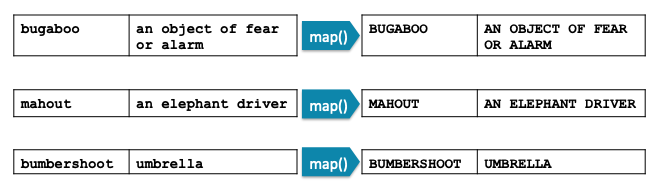 bugaboo an object of fear or alarm map() BUGABOO AN OBJECT OF FEAR OR ALARM
mahout an elephant driver map() MAHOUT AN ELEPHANT DRIVER
bumbershoot umbrella map() BUMBERSHOOT UMBRELLA